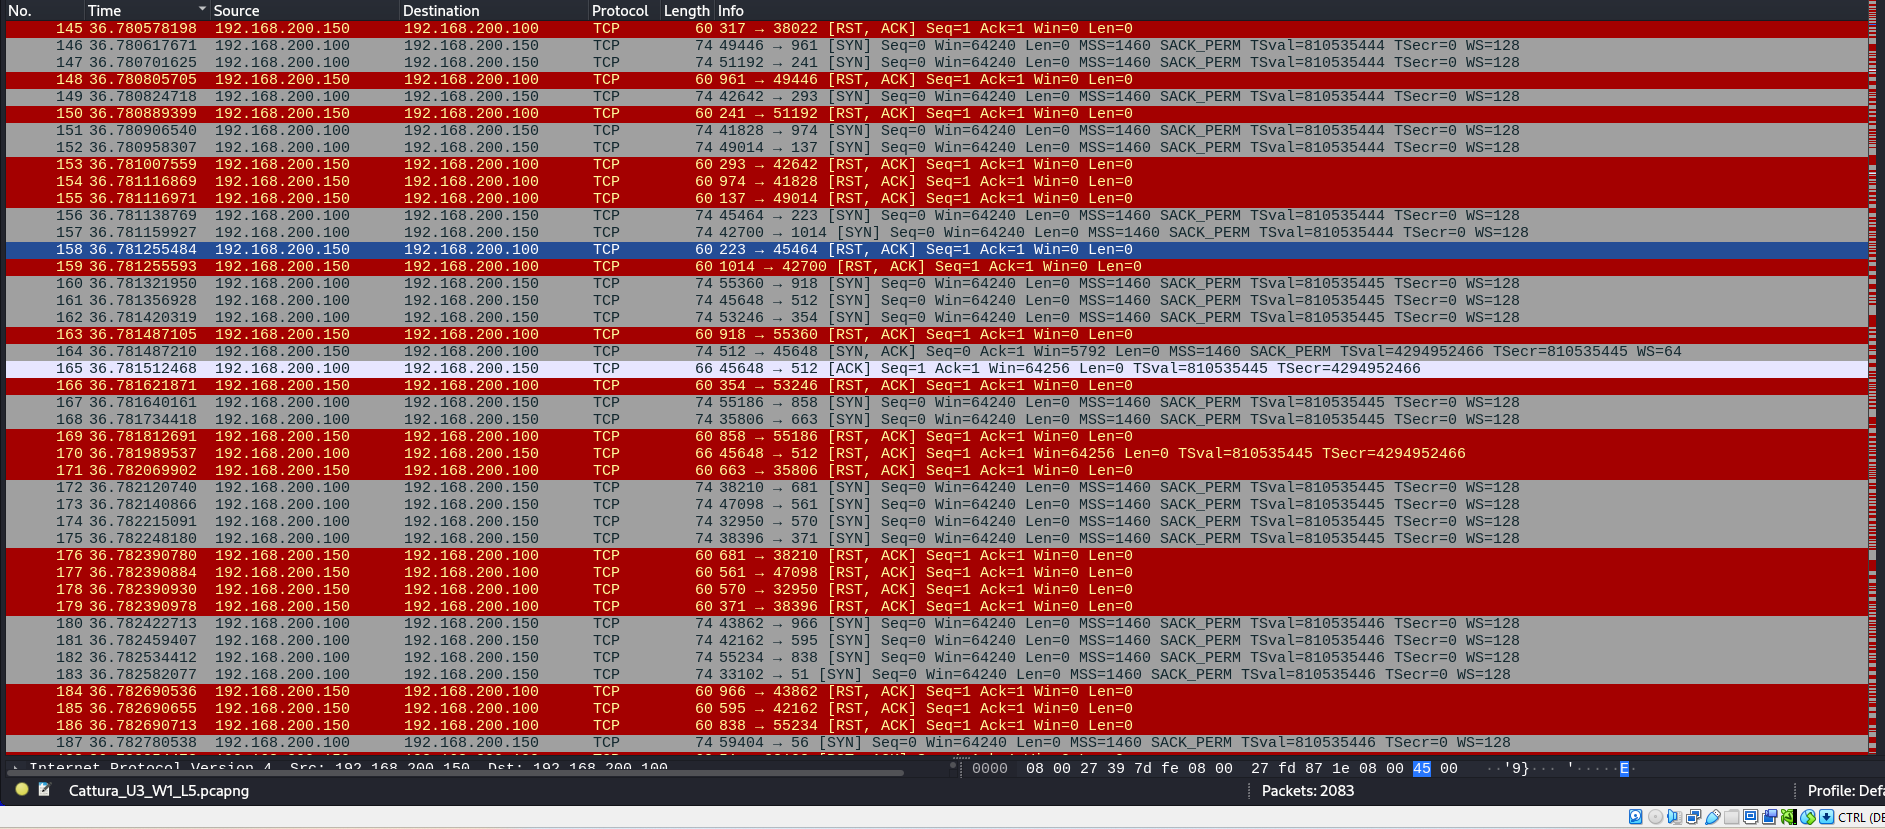 No. Time Source Destination Protocol Length Info
145 36.780578198 192.168.200.150 192.168.200.100 TCP 60 317 → 38022 [RST, ACK] Seq=1 Ack=1 Win=0 Len=0
146 36.780617671 192.168.200.100 192.168.200.150 TCP 74 49446 → 961 [SYN] Seq=0 Win=64240 Len=0 MSS=1460 SACK_PERM TSval=810535444 TSecr=0 WS=128
147 36.780701625 192.168.200.100 192.168.200.150 TCP 74 51192 → 241 [SYN] Seq=0 Win=64240 Len=0 MSS=1460 SACK_PERM TSval=810535444 TSecr=0 WS=128
148 36.780805705 192.168.200.150 192.168.200.100 TCP 60 961 → 49446 [RST, ACK] Seq=1 Ack=1 Win=0 Len=0
149 36.780824718 192.168.200.100 192.168.200.150 TCP 74 42642 → 293 [SYN] Seq=0 Win=64240 Len=0 MSS=1460 SACK_PERM TSval=810535444 TSecr=0 WS=128
150 36.780889399 192.168.200.150 192.168.200.100 TCP 60 241 → 51192 [RST, ACK] Seq=1 Ack=1 Win=0 Len=0
151 36.780906540 192.168.200.100 192.168.200.150 TCP 74 41828 → 974 [SYN] Seq=0 Win=64240 Len=0 MSS=1460 SACK_PERM TSval=810535444 TSecr=0 WS=128
152 36.780958307 192.168.200.100 192.168.200.150 TCP 74 49014 → 137 [SYN] Seq=0 Win=64240 Len=0 MSS=1460 SACK_PERM TSval=810535444 TSecr=0 WS=128
153 36.781007559 192.168.200.150 192.168.200.100 TCP 60 293 → 42642 [RST, ACK] Seq=1 Ack=1 Win=0 Len=0
154 36.781116869 192.168.200.150 192.168.200.100 TCP 60 974 → 41828 [RST, ACK] Seq=1 Ack=1 Win=0 Len=0
155 36.781116971 192.168.200.150 192.168.200.100 TCP 60 137 → 49014 [RST, ACK] Seq=1 Ack=1 Win=0 Len=0
156 36.781138769 192.168.200.100 192.168.200.150 TCP 74 45464 → 223 [SYN] Seq=0 Win=64240 Len=0 MSS=1460 SACK_PERM TSval=810535444 TSecr=0 WS=128
157 36.781159927 192.168.200.100 192.168.200.150 TCP 74 42700 → 1014 [SYN] Seq=0 Win=64240 Len=0 MSS=1460 SACK_PERM TSval=810535444 TSecr=0 WS=128
158 36.781255484 192.168.200.150 192.168.200.100 TCP 60 223 → 45464 [RST, ACK] Seq=1 Ack=1 Win=0 Len=0
159 36.781255593 192.168.200.150 192.168.200.100 TCP 60 1014 → 42700 [RST, ACK] Seq=1 Ack=1 Win=0 Len=0
160 36.781321950 192.168.200.100 192.168.200.150 TCP 74 55360 → 918 [SYN] Seq=0 Win=64240 Len=0 MSS=1460 SACK_PERM TSval=810535445 TSecr=0 WS=128
161 36.781356928 192.168.200.100 192.168.200.150 TCP 74 45648 → 512 [SYN] Seq=0 Win=64240 Len=0 MSS=1460 SACK_PERM TSval=810535445 TSecr=0 WS=128
162 36.781420319 192.168.200.100 192.168.200.150 TCP 74 53246 → 354 [SYN] Seq=0 Win=64240 Len=0 MSS=1460 SACK_PERM TSval=810535445 TSecr=0 WS=128
163 36.781487105 192.168.200.150 192.168.200.100 TCP 60 918 → 55360 [RST, ACK] Seq=1 Ack=1 Win=0 Len=0
164 36.781487210 192.168.200.150 192.168.200.100 TCP 74 512 → 45648 [SYN, ACK] Seq=0 Ack=1 Win=5792 Len=0 MSS=1460 SACK_PERM TSval=4294952466 TSecr=810535445 WS=64
165 36.781512468 192.168.200.100 192.168.200.150 TCP 66 45648 → 512 [ACK] Seq=1 Ack=1 Win=64256 Len=0 TSval=810535445 TSecr=4294952466
166 36.781621871 192.168.200.150 192.168.200.100 TCP 60 354 → 53246 [RST, ACK] Seq=1 Ack=1 Win=0 Len=0
167 36.781640161 192.168.200.100 192.168.200.150 TCP 74 55186 → 858 [SYN] Seq=0 Win=64240 Len=0 MSS=1460 SACK_PERM TSval=810535445 TSecr=0 WS=128
168 36.781734418 192.168.200.100 192.168.200.150 TCP 74 35806 → 663 [SYN] Seq=0 Win=64240 Len=0 MSS=1460 SACK_PERM TSval=810535445 TSecr=0 WS=128
169 36.781812691 192.168.200.150 192.168.200.100 TCP 60 858 → 55186 [RST, ACK] Seq=1 Ack=1 Win=0 Len=0
170 36.781989537 192.168.200.100 192.168.200.150 TCP 66 45648 → 512 [RST, ACK] Seq=1 Ack=1 Win=64256 Len=0 TSval=810535445 TSecr=4294952466
171 36.782069902 192.168.200.150 192.168.200.100 TCP 60 663 → 35806 [RST, ACK] Seq=1 Ack=1 Win=0 Len=0
172 36.782120740 192.168.200.100 192.168.200.150 TCP 74 38210 → 681 [SYN] Seq=0 Win=64240 Len=0 MSS=1460 SACK_PERM TSval=810535445 TSecr=0 WS=128
173 36.782140866 192.168.200.100 192.168.200.150 TCP 74 47098 → 561 [SYN] Seq=0 Win=64240 Len=0 MSS=1460 SACK_PERM TSval=810535445 TSecr=0 WS=128
174 36.782215091 192.168.200.100 192.168.200.150 TCP 74 32950 → 570 [SYN] Seq=0 Win=64240 Len=0 MSS=1460 SACK_PERM TSval=810535445 TSecr=0 WS=128
175 36.782248180 192.168.200.100 192.168.200.150 TCP 74 38396 → 371 [SYN] Seq=0 Win=64240 Len=0 MSS=1460 SACK_PERM TSval=810535445 TSecr=0 WS=128
176 36.782390780 192.168.200.150 192.168.200.100 TCP 60 681 → 38210 [RST, ACK] Seq=1 Ack=1 Win=0 Len=0
177 36.782390884 192.168.200.150 192.168.200.100 TCP 60 561 → 47098 [RST, ACK] Seq=1 Ack=1 Win=0 Len=0
178 36.782390930 192.168.200.150 192.168.200.100 TCP 60 570 → 32950 [RST, ACK] Seq=1 Ack=1 Win=0 Len=0
179 36.782390978 192.168.200.150 192.168.200.100 TCP 60 371 → 38396 [RST, ACK] Seq=1 Ack=1 Win=0 Len=0
180 36.782422713 192.168.200.100 192.168.200.150 TCP 74 43862 → 966 [SYN] Seq=0 Win=64240 Len=0 MSS=1460 SACK_PERM TSval=810535446 TSecr=0 WS=128
181 36.782459407 192.168.200.100 192.168.200.150 TCP 74 42162 → 595 [SYN] Seq=0 Win=64240 Len=0 MSS=1460 SACK_PERM TSval=810535446 TSecr=0 WS=128
182 36.782534412 192.168.200.100 192.168.200.150 TCP 74 55234 → 838 [SYN] Seq=0 Win=64240 Len=0 MSS=1460 SACK_PERM TSval=810535446 TSecr=0 WS=128
183 36.782582077 192.168.200.100 192.168.200.150 TCP 74 33102 → 51 [SYN] Seq=0 Win=64240 Len=0 MSS=1460 SACK_PERM TSval=810535446 TSecr=0 WS=128
184 36.782690536 192.168.200.150 192.168.200.100 TCP 60 966 → 43862 [RST, ACK] Seq=1 Ack=1 Win=0 Len=0
185 36.782690655 192.168.200.150 192.168.200.100 TCP 60 595 → 42162 [RST, ACK] Seq=1 Ack=1 Win=0 Len=0
186 36.782690713 192.168.200.150 192.168.200.100 TCP 60 838 → 55234 [RST, ACK] Seq=1 Ack=1 Win=0 Len=0
187 36.782780538 192.168.200.100 192.168.200.150 TCP 74 59404 → 56 [SYN] Seq=0 Win=64240 Len=0 MSS=1460 SACK_PERM TSval=810535446 TSecr=0 WS=128
Internet Protocol Version 4, Src: 192.168.200.150, Dst: 192.168.200.100
0000 08 00 27 39 7d fe 08 00 27 fd 87 1e 08 00 45 00 ··'9}··· '·····E·
Cattura_U3_W1_L5.pcapng Packets: 2083 Profile: Defa
CTRL (DE